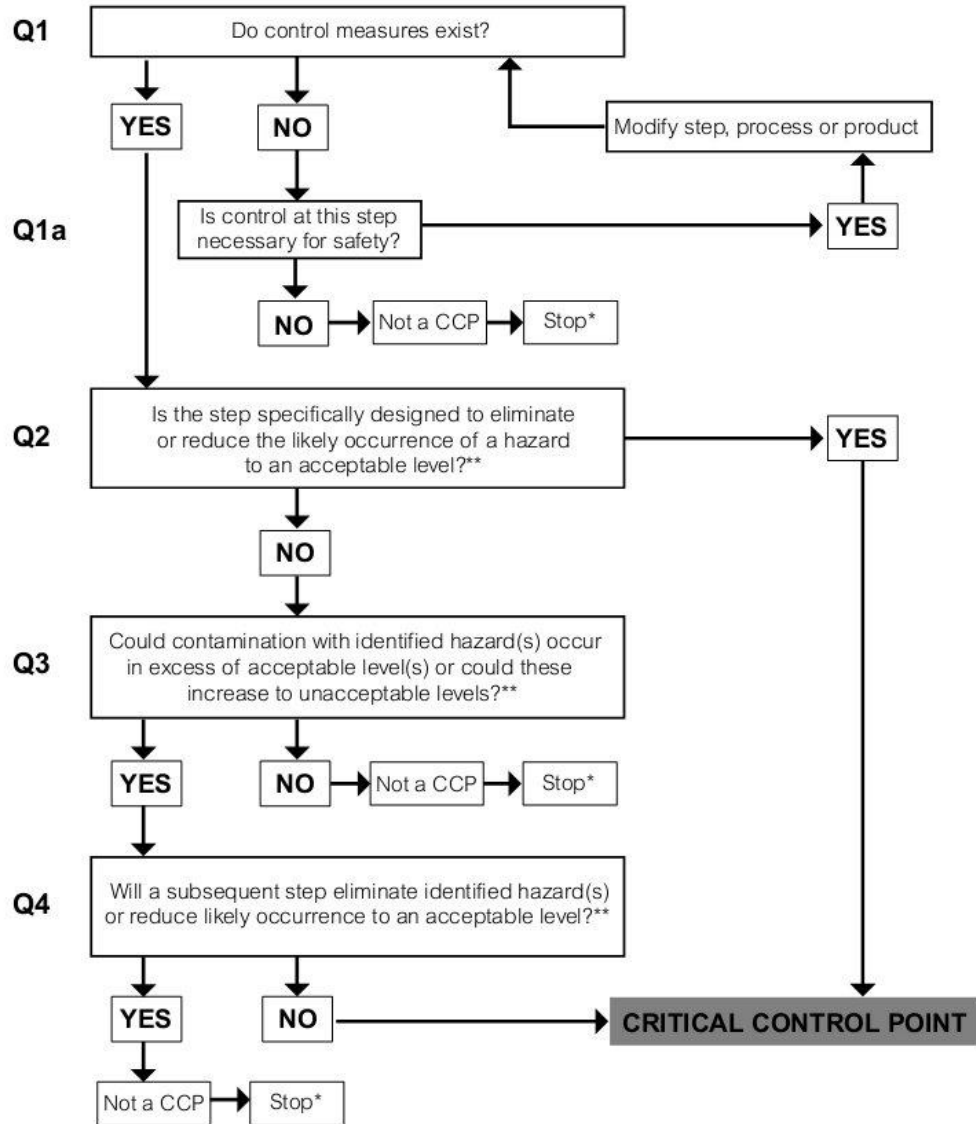 Q1
Do control measures exist?
YES
NO
Modify step, process or product
Q1a
Is control at this step
necessary for safety?
YES
NO
Not a CCP
Stop*
Q2
Is the step specifically designed to eliminate
or reduce the likely occurrence of a hazard
to an acceptable level?**
YES
NO
Q3
Could contamination with identified hazard(s) occur
in excess of acceptable level(s) or could these
increase to unacceptable levels?**
YES
NO
Not a CCP
Stop*
Q4
Will a subsequent step eliminate identified hazard(s)
or reduce likely occurrence to an acceptable level?**
YES
NO
CRITICAL CONTROL POINT
Not a CCP
Stop*